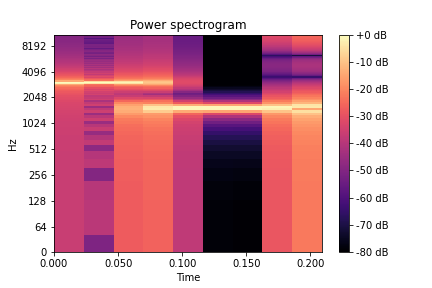 Power spectrogram
8192
4096
2048
1024
512
256
128
64
0
Hz
0.000 0.050 0.100 0.150 0.200
Time
+0 dB
-10 dB
-20 dB
-30 dB
-40 dB
-50 dB
-60 dB
-70 dB
-80 dB